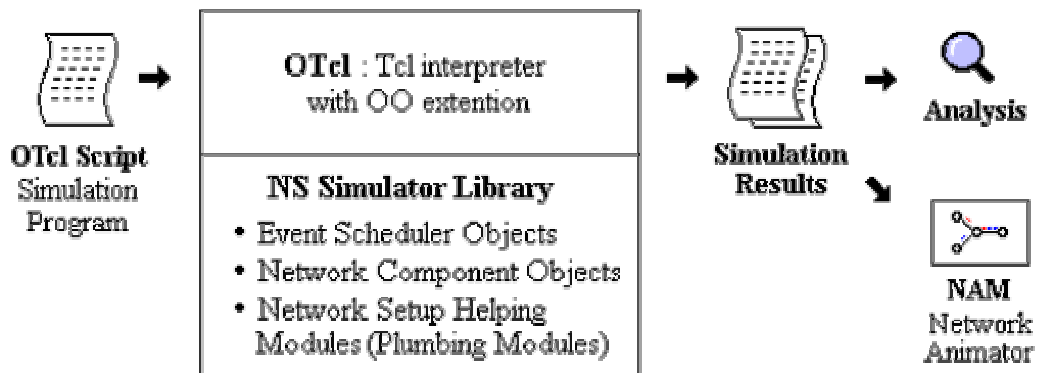 OTcl Script
Simulation
Program
OTcl : Tcl interpreter
with OO extention
NS Simulator Library
• Event Scheduler Objects
• Network Component Objects
• Network Setup Helping
Modules (Plumbing Modules)
Simulation
Results
Analysis
NAM
Network
Animator